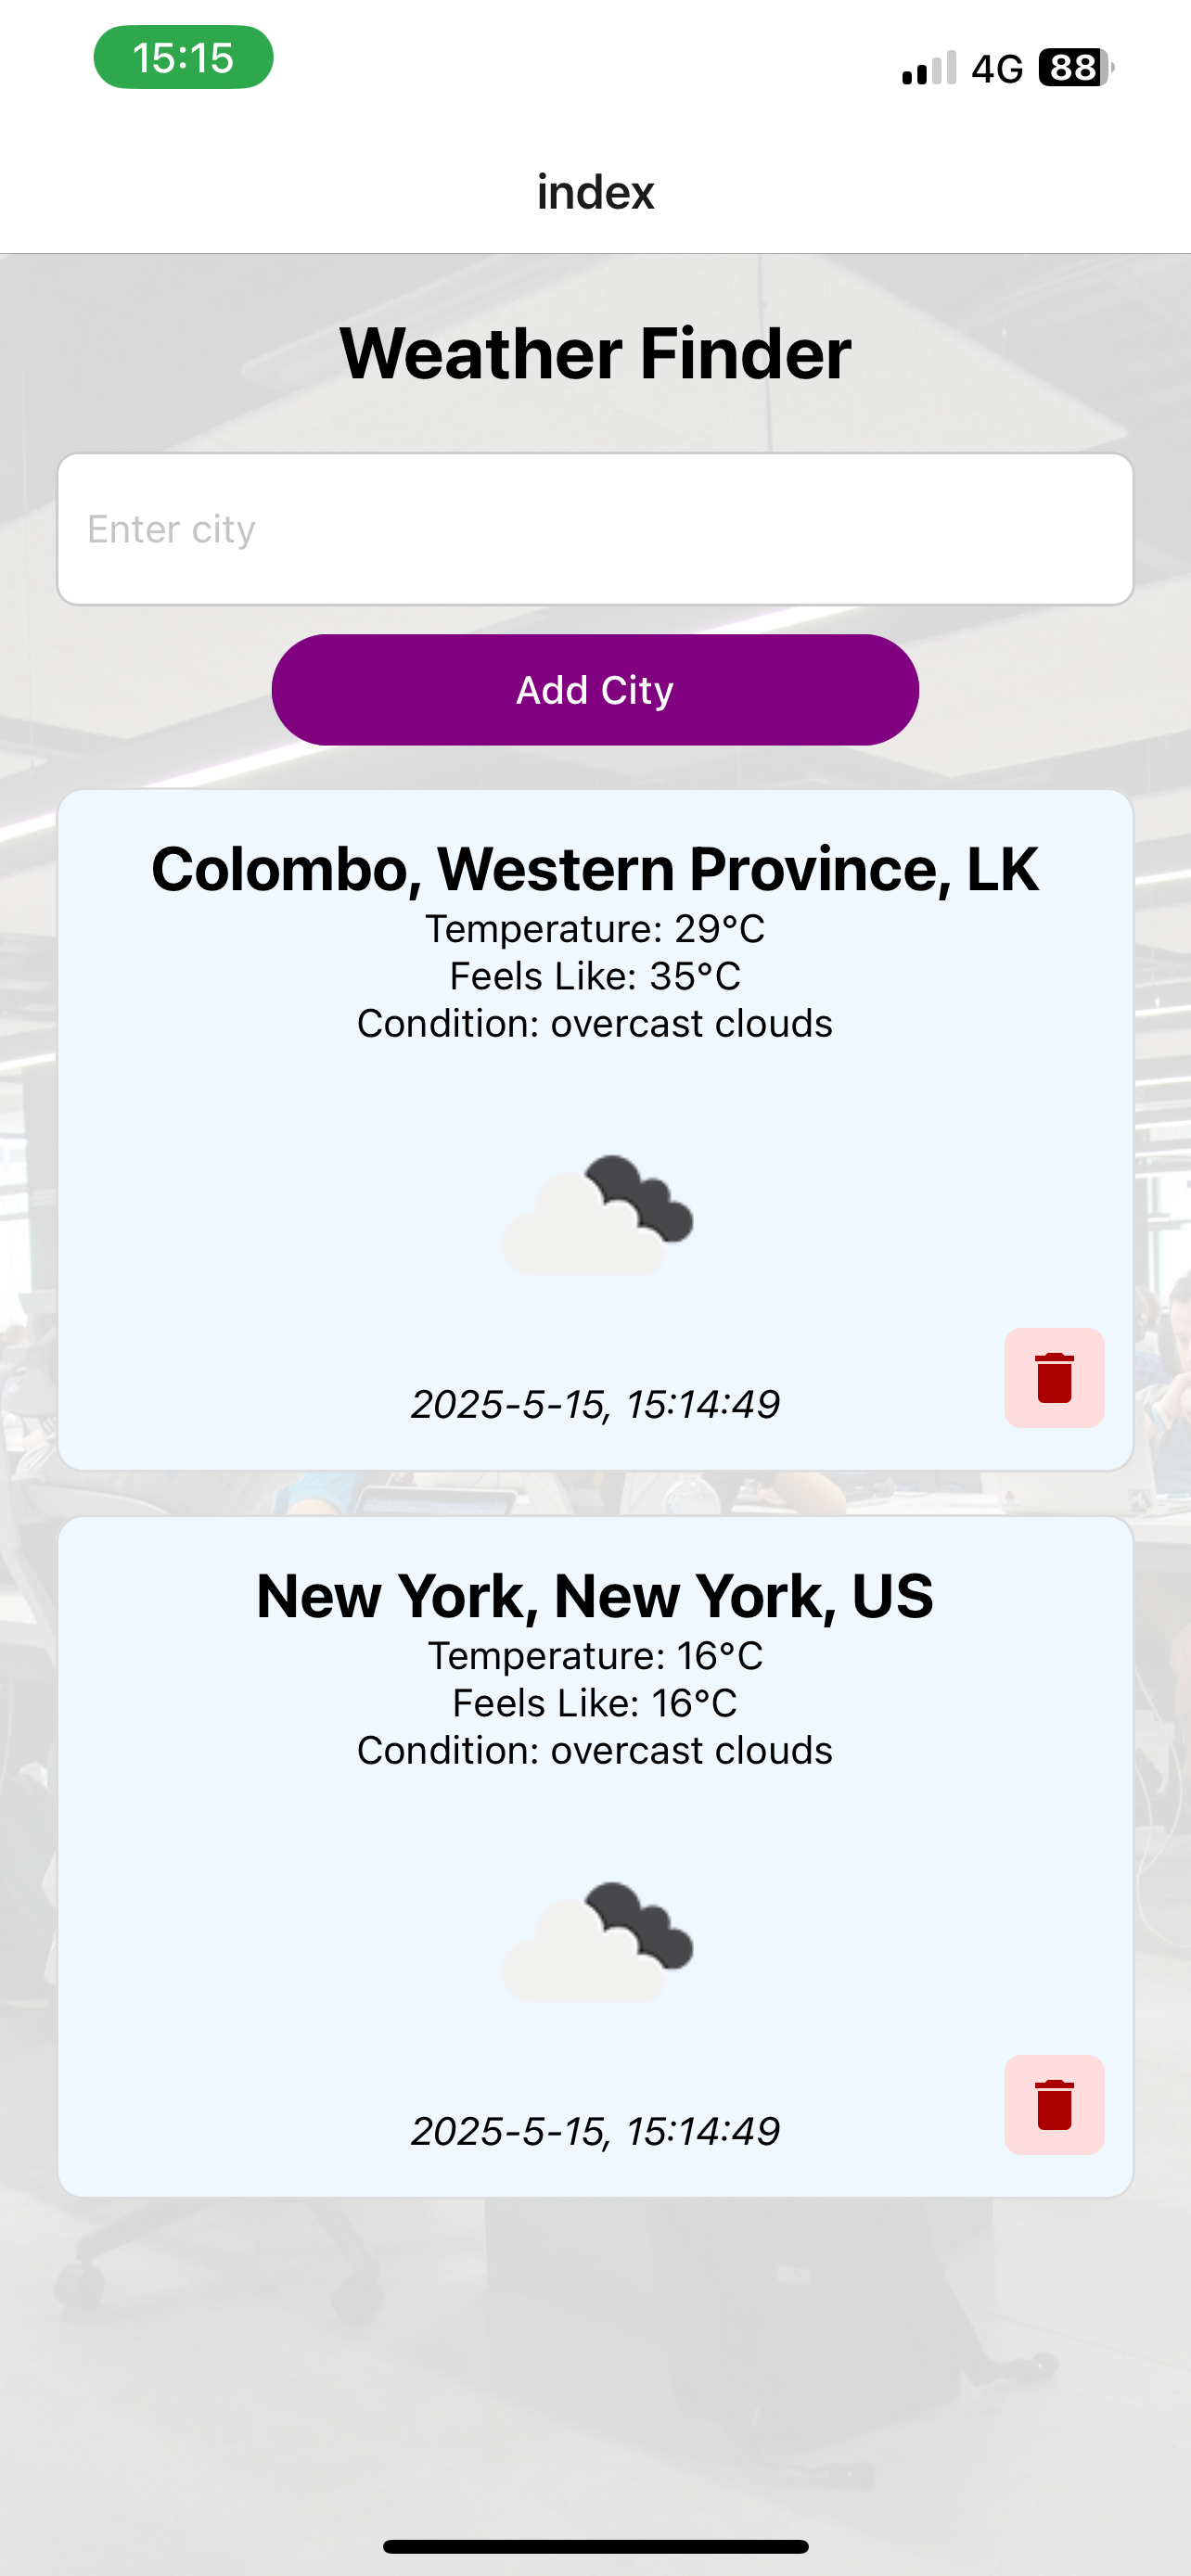 15:15
4G 88
index
Weather Finder
Enter city
Add City
Colombo, Western Province, LK
Temperature: 29°C
Feels Like: 35°C
Condition: overcast clouds
2025-5-15, 15:14:49
New York, New York, US
Temperature: 16°C
Feels Like: 16°C
Condition: overcast clouds
2025-5-15, 15:14:49